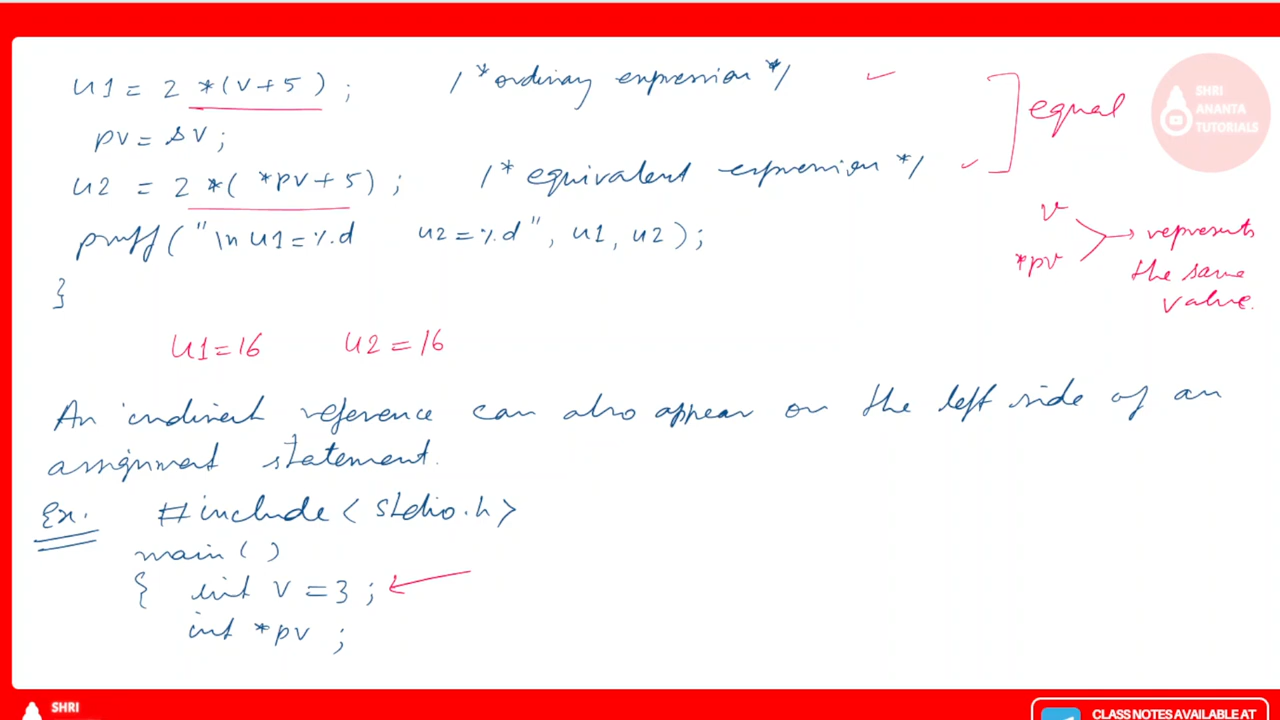 u1 = 2 *(v+5) ; /*ordinary expression */
equal
SHRI
ANANTA
TUTORIALS
pv = &v ;
u2 = 2 *( *pv+5) ; /* equivalent expression */
v
*pv
represents
the same
value.
printf ( "\n u1=%d u2=%d" , u1, u2 ) ;
}
u1=16 u2=16
An indirect reference can also appear on the left side of an
assignment statement.
Ex. #include < stdio.h >
main ( )
{ int v = 3 ;
int *pv ;
SHRI
CLASS NOTES AVAILABLE AT